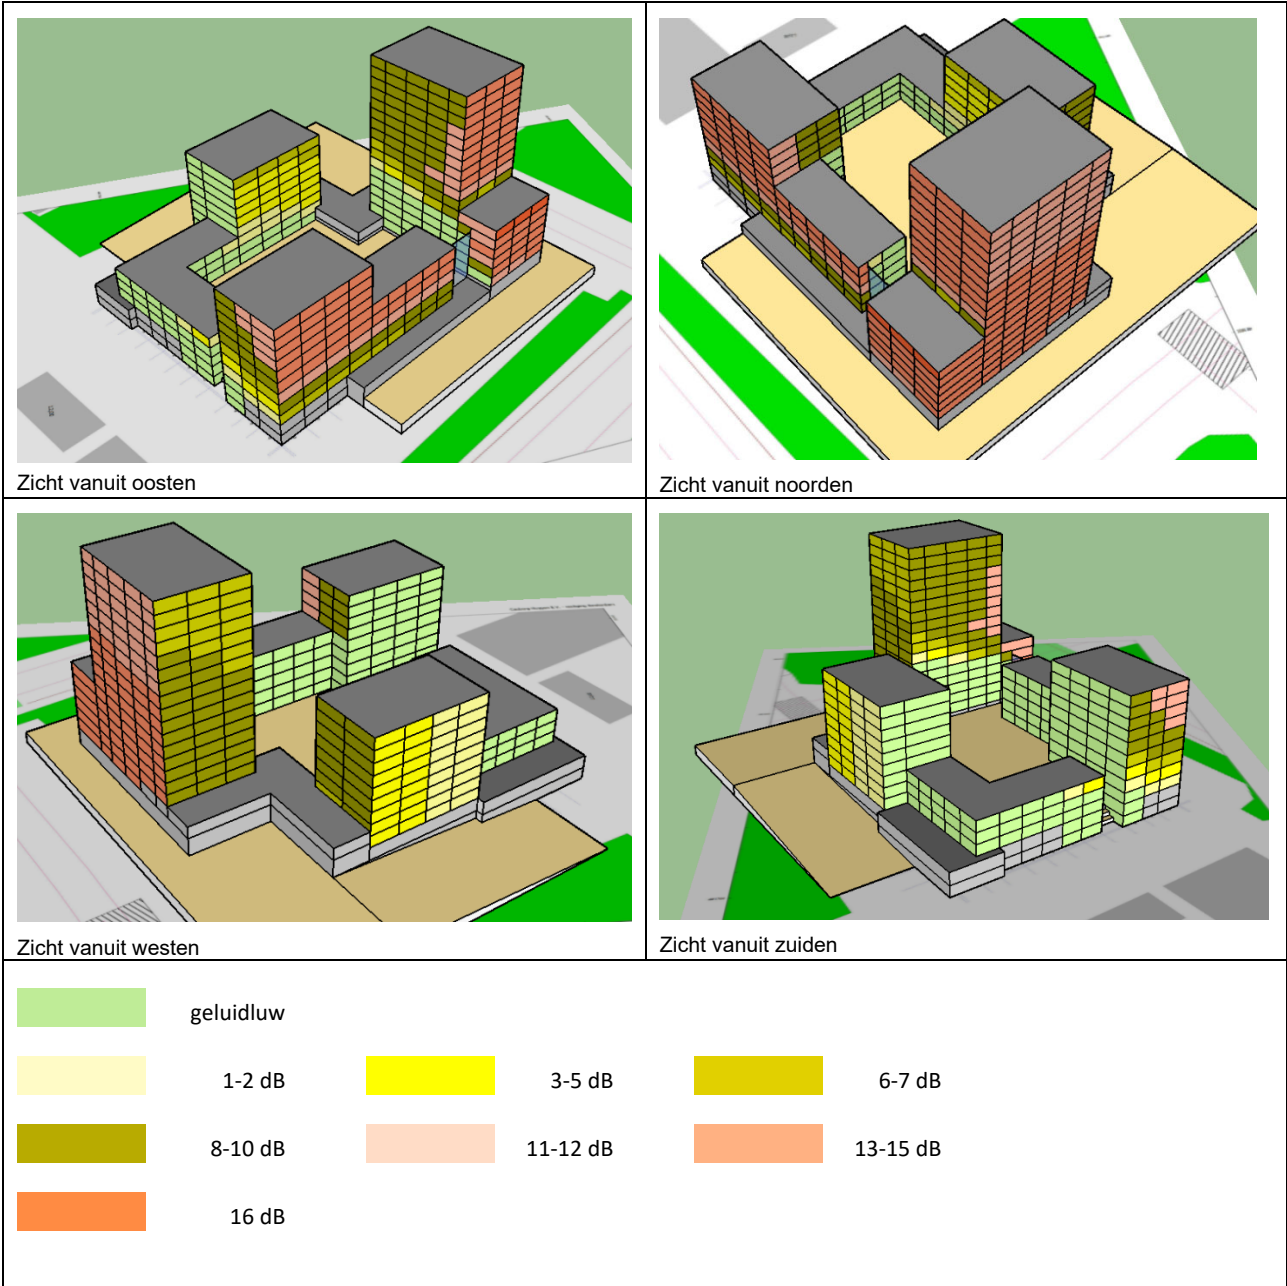 Zicht vanuit oosten
Zicht vanuit noorden
Zicht vanuit westen
Zicht vanuit zuiden
geluidluw
1-2 dB
3-5 dB
6-7 dB
8-10 dB
11-12 dB
13-15 dB
16 dB